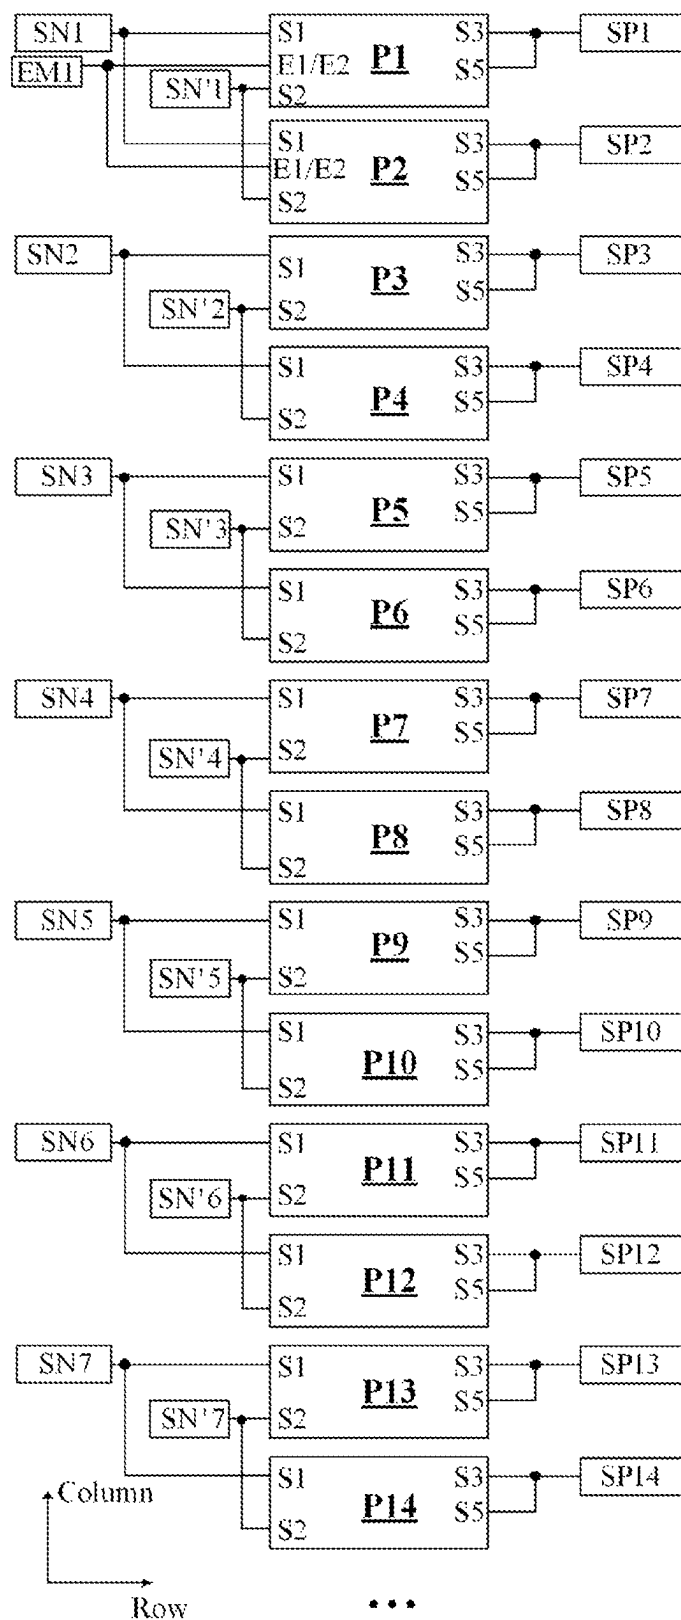 SN1 S1 P1 S3 SP1
EM1 E1/E2 S5
SN'1 S2
S1 P2 S3 SP2
E1/E2 S5
S2
SN2 S1 P3 S3 SP3
SN'2 S2 S5
S1 P4 S3 SP4
S2 S5
SN3 S1 P5 S3 SP5
SN'3 S2 S5
S1 P6 S3 SP6
S2 S5
SN4 S1 P7 S3 SP7
SN'4 S2 S5
S1 P8 S3 SP8
S2 S5
SN5 S1 P9 S3 SP9
SN'5 S2 S5
S1 P10 S3 SP10
S2 S5
SN6 S1 P11 S3 SP11
SN'6 S2 S5
S1 P12 S3 SP12
S2 S5
SN7 S1 P13 S3 SP13
SN'7 S2 S5
S1 P14 S3 SP14
S2 S5
Column
Row
•••